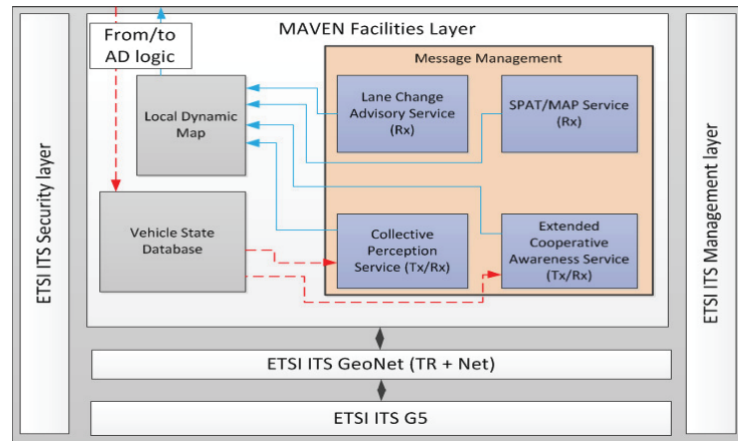 From/to
AD logic
MAVEN Facilities Layer
Message Management
Local Dynamic
Map
Lane Change
Advisory Service
(Rx)
SPAT/MAP Service
(Rx)
Vehicle State
Database
Collective
Perception
Service (Tx/Rx)
Extended
Cooperative
Awareness Service
(Tx/Rx)
ETSI ITS Security layer
ETSI ITS Management layer
ETSI ITS GeoNet (TR + Net)
ETSI ITS G5